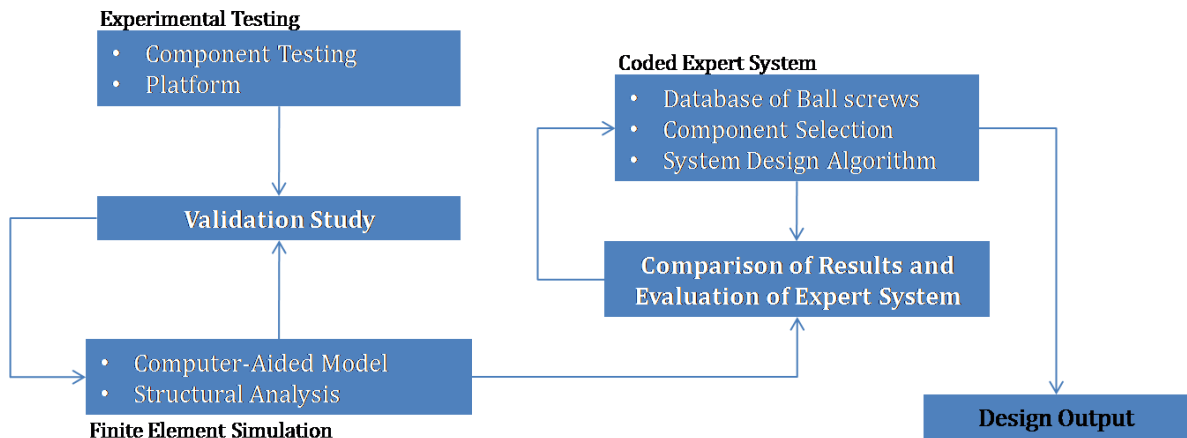 Experimental Testing
• Component Testing
• Platform
Validation Study
• Computer-Aided Model
• Structural Analysis
Finite Element Simulation
Coded Expert System
• Database of Ball screws
• Component Selection
• System Design Algorithm
Comparison of Results and
Evaluation of Expert System
Design Output